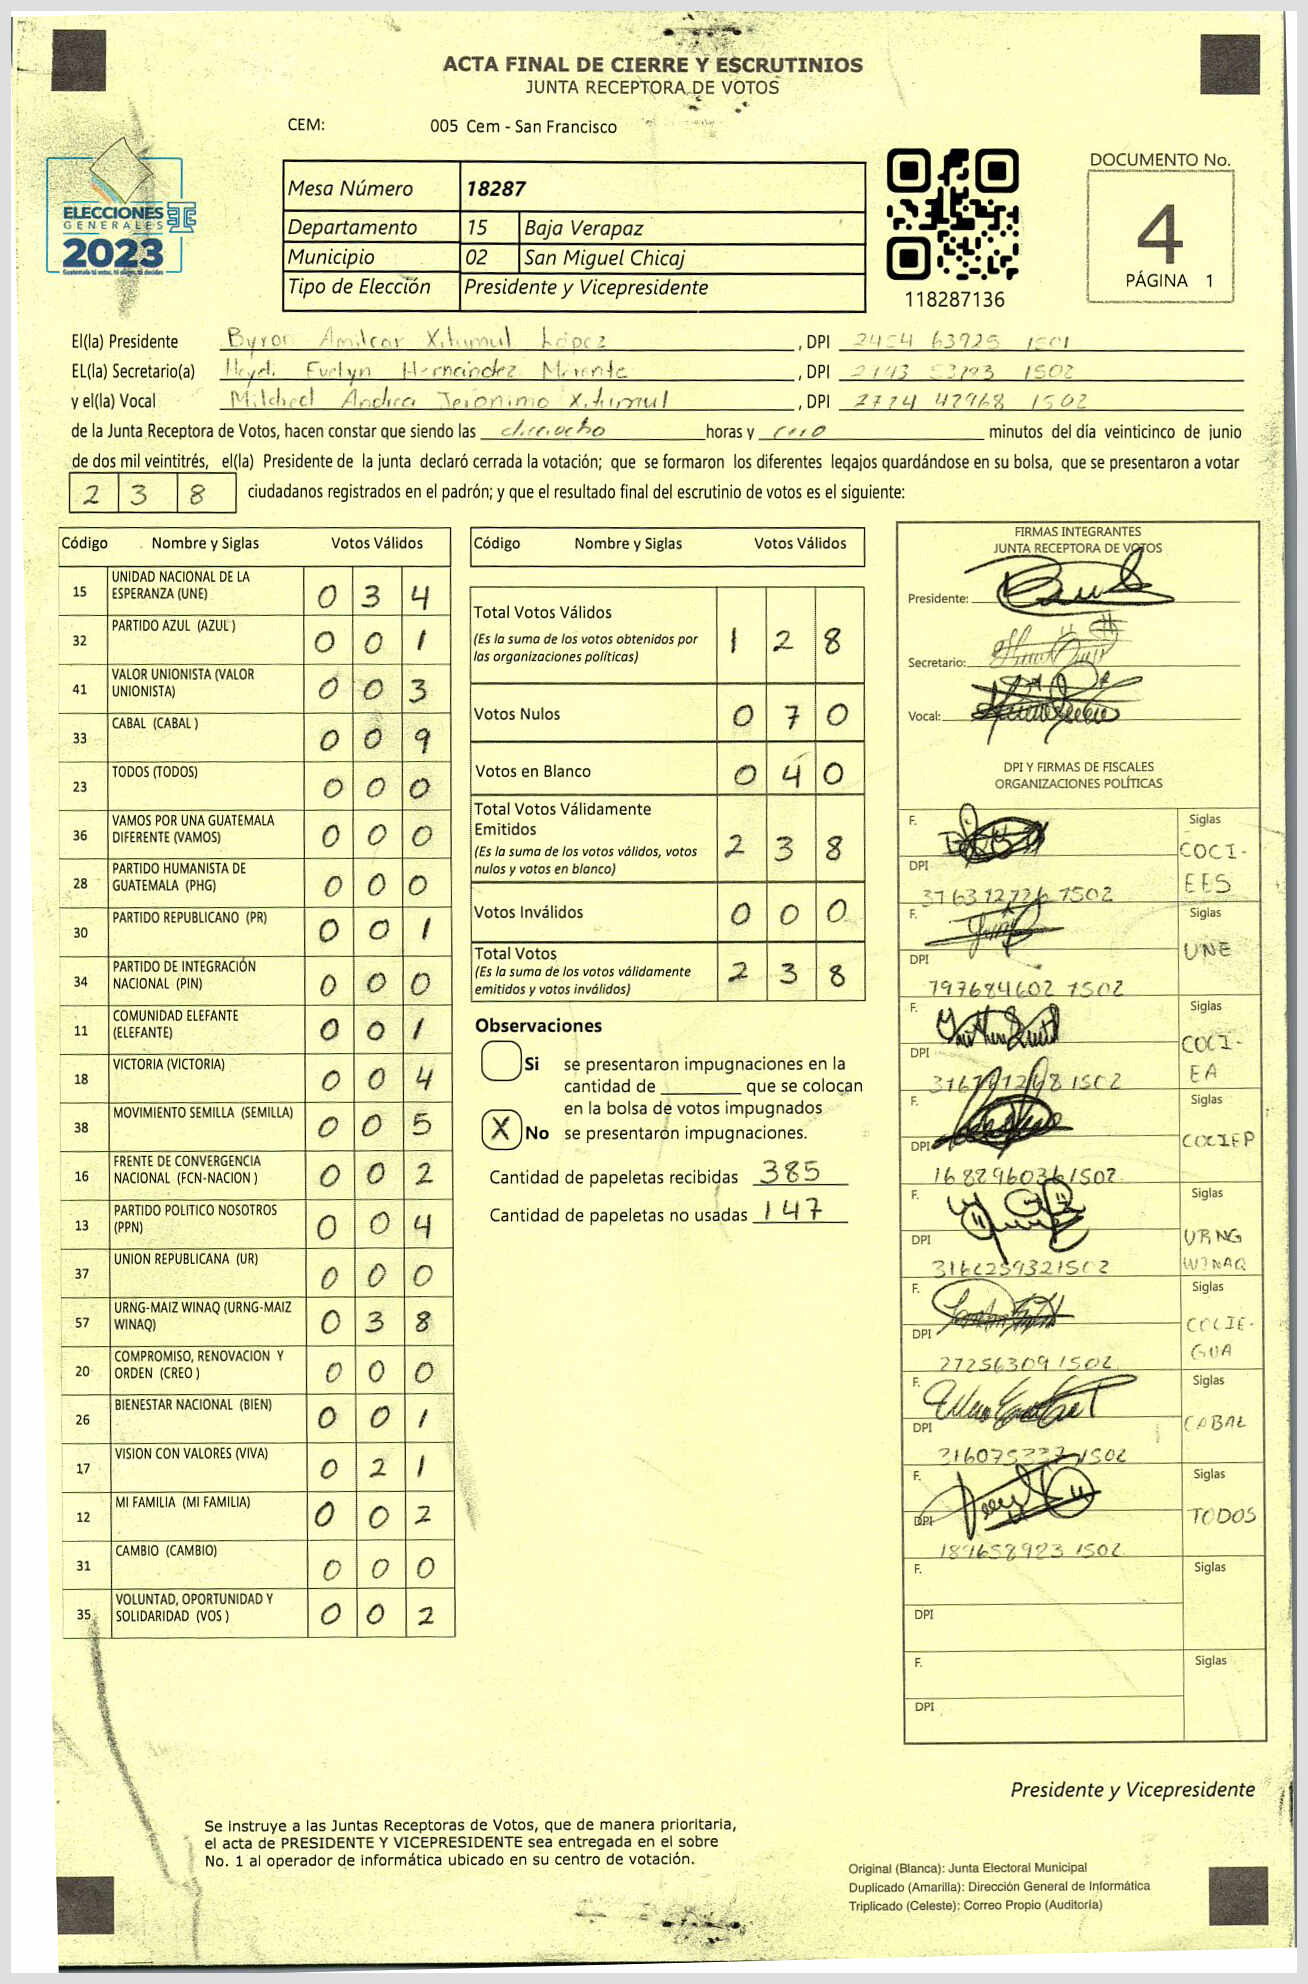 ACTA FINAL DE CIERRE Y ESCRUTINIOS
JUNTA RECEPTORA DE VOTOS
CEM: 005 Cem - San Francisco
ELECCIONES
GENERALES
2023
Guatemala tú votas, tú eliges, tú decides
Mesa Número 18287
Departamento 15 Baja Verapaz
Municipio 02 San Miguel Chicaj
Tipo de Elección Presidente y Vicepresidente
118287136
DOCUMENTO No.
4
PÁGINA 1
El(la) Presidente Byron Amilcar Xitumul López , DPI 2454 63925 1501
EL(la) Secretario(a) Heydi Evelyn Hernández Morente , DPI 2143 53793 1502
y el(la) Vocal Mildred Andrea Jerónimo Xitumul , DPI 2774 42968 1502
de la Junta Receptora de Votos, hacen constar que siendo las dieciocho horas y cero minutos del día veinticinco de junio
de dos mil veintitrés, el(la) Presidente de la junta declaró cerrada la votación; que se formaron los diferentes legajos guardándose en su bolsa, que se presentaron a votar
2 3 8 ciudadanos registrados en el padrón; y que el resultado final del escrutinio de votos es el siguiente:
Código Nombre y Siglas Votos Válidos
15 UNIDAD NACIONAL DE LA ESPERANZA (UNE) 0 3 4
32 PARTIDO AZUL (AZUL ) 0 0 1
41 VALOR UNIONISTA (VALOR UNIONISTA) 0 0 3
33 CABAL (CABAL ) 0 0 9
23 TODOS (TODOS) 0 0 0
36 VAMOS POR UNA GUATEMALA DIFERENTE (VAMOS) 0 0 0
28 PARTIDO HUMANISTA DE GUATEMALA (PHG) 0 0 0
30 PARTIDO REPUBLICANO (PR) 0 0 1
34 PARTIDO DE INTEGRACIÓN NACIONAL (PIN) 0 0 0
11 COMUNIDAD ELEFANTE (ELEFANTE) 0 0 1
18 VICTORIA (VICTORIA) 0 0 4
38 MOVIMIENTO SEMILLA (SEMILLA) 0 0 5
16 FRENTE DE CONVERGENCIA NACIONAL (FCN-NACION ) 0 0 2
13 PARTIDO POLITICO NOSOTROS (PPN) 0 0 4
37 UNION REPUBLICANA (UR) 0 0 0
57 URNG-MAIZ WINAQ (URNG-MAIZ WINAQ) 0 3 8
20 COMPROMISO, RENOVACION Y ORDEN (CREO ) 0 0 0
26 BIENESTAR NACIONAL (BIEN) 0 0 1
17 VISION CON VALORES (VIVA) 0 2 1
12 MI FAMILIA (MI FAMILIA) 0 0 2
31 CAMBIO (CAMBIO) 0 0 0
35 VOLUNTAD, OPORTUNIDAD Y SOLIDARIDAD (VOS ) 0 0 2
Código Nombre y Siglas Votos Válidos
Total Votos Válidos 1 2 8
(Es la suma de los votos obtenidos por
las organizaciones políticas)
Votos Nulos 0 7 0
Votos en Blanco 0 4 0
Total Votos Válidamente
Emitidos 2 3 8
(Es la suma de los votos válidos, votos
nulos y votos en blanco)
Votos Inválidos 0 0 0
Total Votos 2 3 8
(Es la suma de los votos válidamente
emitidos y votos inválidos)
Observaciones
Si se presentaron impugnaciones en la
cantidad de ________ que se colocan
en la bolsa de votos impugnados
X No se presentaron impugnaciones.
Cantidad de papeletas recibidas 385
Cantidad de papeletas no usadas 147
FIRMAS INTEGRANTES
JUNTA RECEPTORA DE VOTOS
Presidente:
Secretario:
Vocal:
DPI Y FIRMAS DE FISCALES
ORGANIZACIONES POLÍTICAS
F. Siglas
COCI-
EES
DPI
F. Siglas
UNE
DPI 797684602 1502
F. Siglas
COCI-
EA
DPI
F. Siglas
COCIEP
DPI 1682960361502
F. Siglas
URNG
WINAQ
DPI 3162259321502
F. Siglas
COCIE-
GUA
DPI 272563091502
F. Siglas
CABAL
DPI
F. Siglas
TODOS
DPI 189658923 1502
F. Siglas
DPI
F. Siglas
DPI
Presidente y Vicepresidente
Se instruye a las Juntas Receptoras de Votos, que de manera prioritaria,
el acta de PRESIDENTE Y VICEPRESIDENTE sea entregada en el sobre
No. 1 al operador de informática ubicado en su centro de votación.
Original (Blanca): Junta Electoral Municipal
Duplicado (Amarilla): Dirección General de Informática
Triplicado (Celeste): Correo Propio (Auditoría)